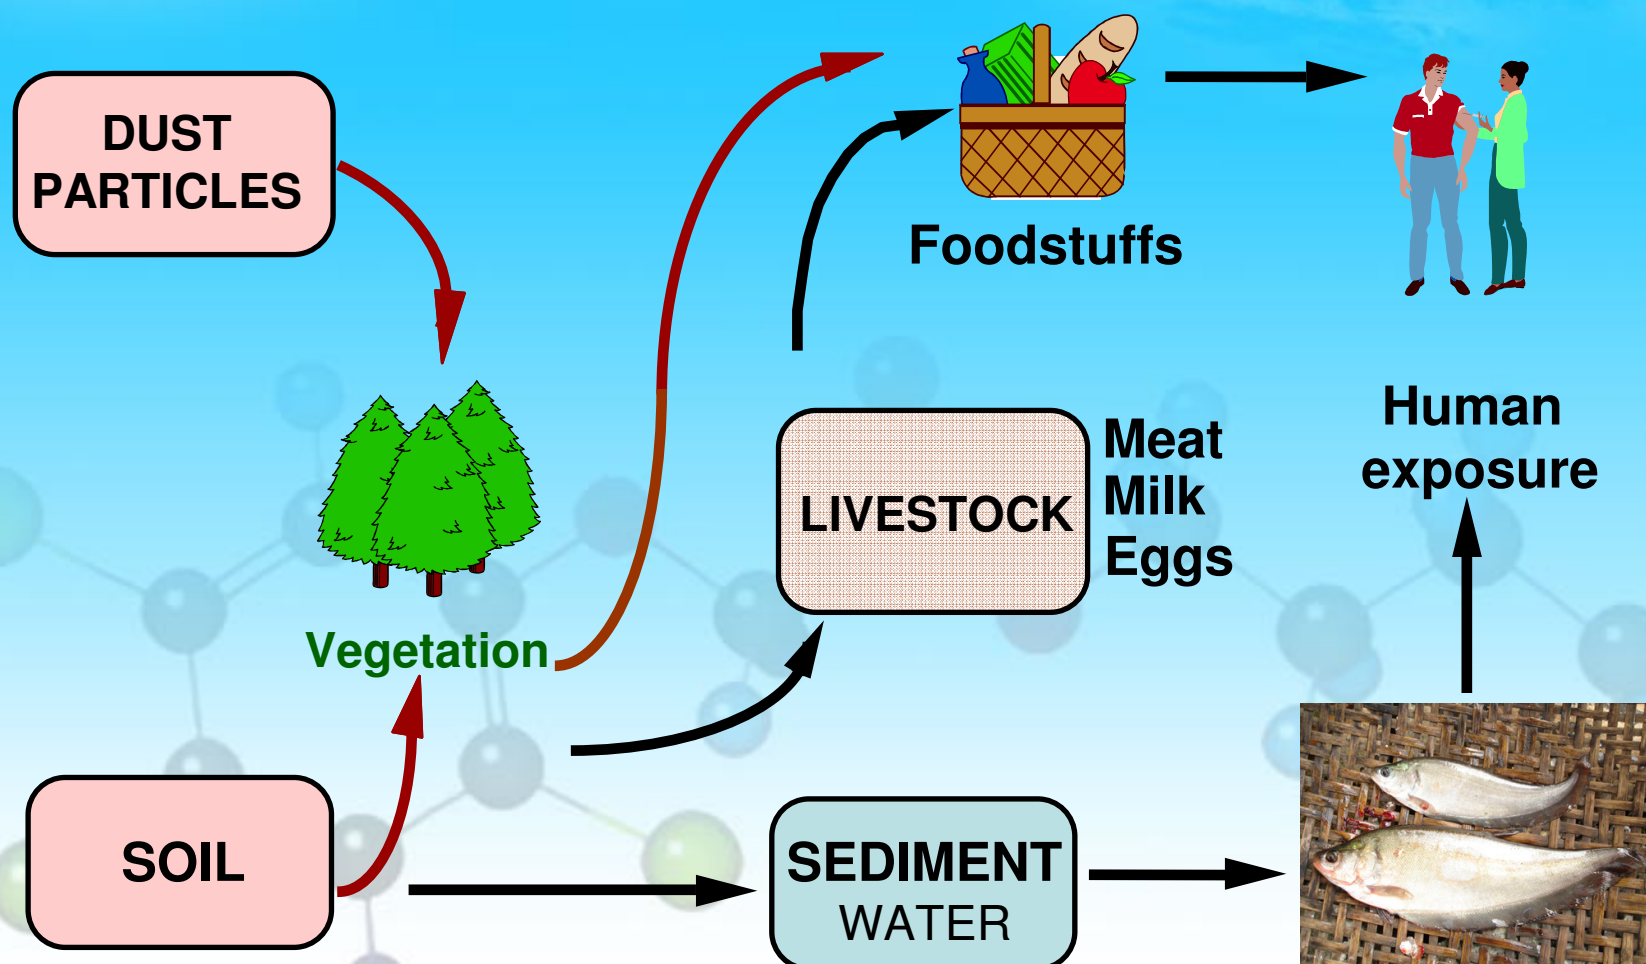 DUST
PARTICLES
Foodstuffs
Human
exposure
Meat
Milk
Eggs
LIVESTOCK
Vegetation
SOIL
SEDIMENT
WATER